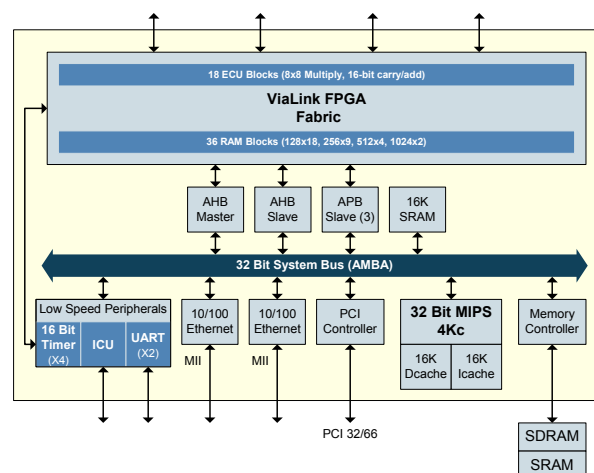 18 ECU Blocks (8x8 Multiply, 16-bit carry/add)
ViaLink FPGA
Fabric
36 RAM Blocks (128x18, 256x9, 512x4, 1024x2)
AHB
Master
AHB
Slave
APB
Slave (3)
16K
SRAM
32 Bit System Bus (AMBA)
Low Speed Peripherals
16 Bit
Timer
(X4)
ICU
UART
(X2)
10/100
Ethernet
10/100
Ethernet
PCI
Controller
32 Bit MIPS
4Kc
16K
Dcache
16K
Icache
Memory
Controller
MII
MII
PCI 32/66
SDRAM
SRAM